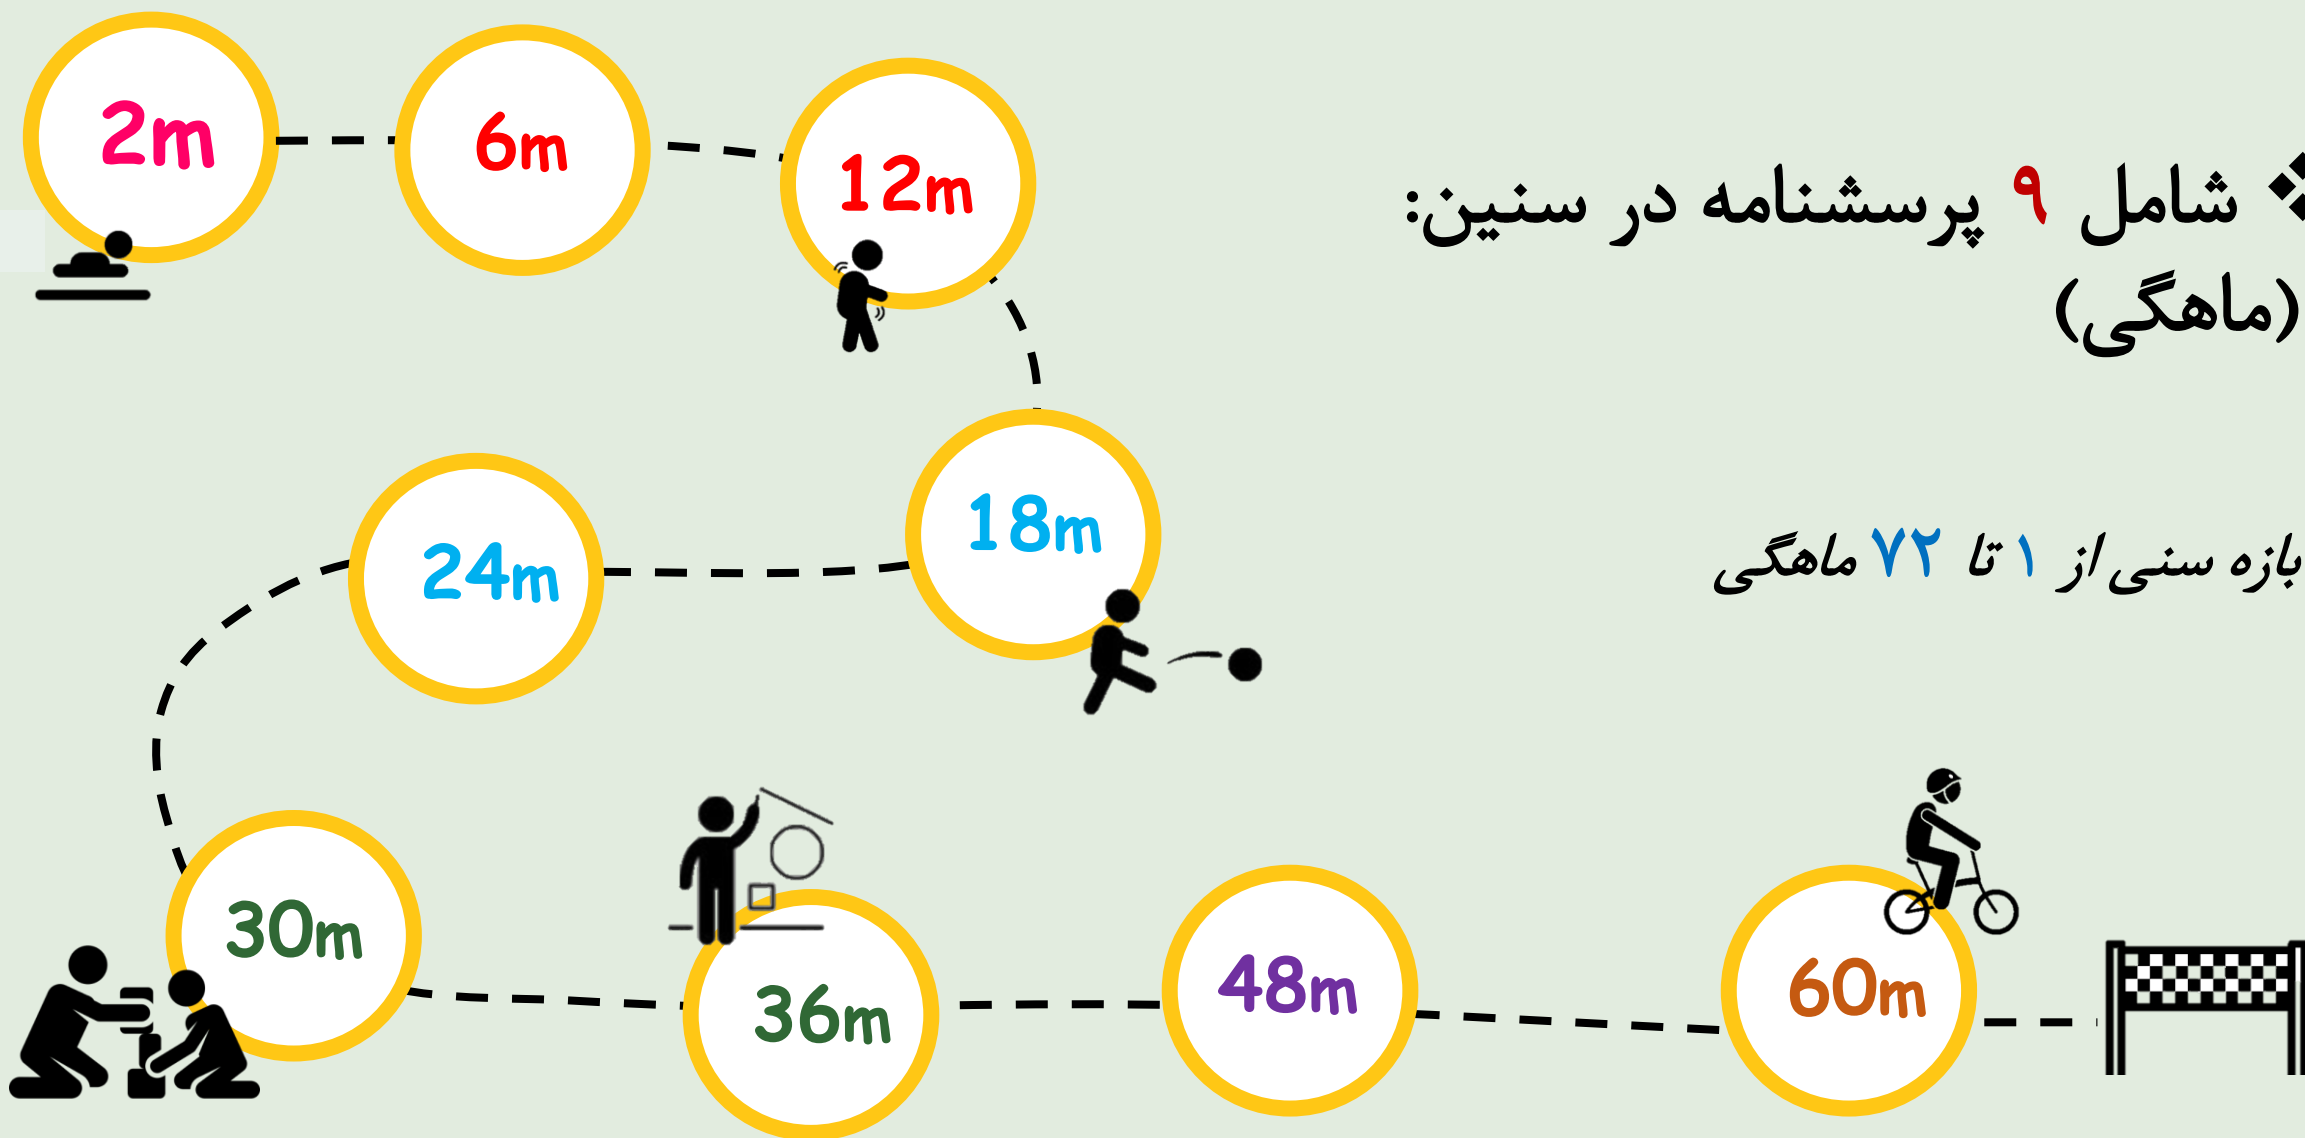 ❖ شامل ۹ پرسشنامه در سنین:
(ماهگی)
بازه سنی از ۱ تا ۷۲ ماهگی
2m
6m
12m
18m
24m
30m
36m
48m
60m